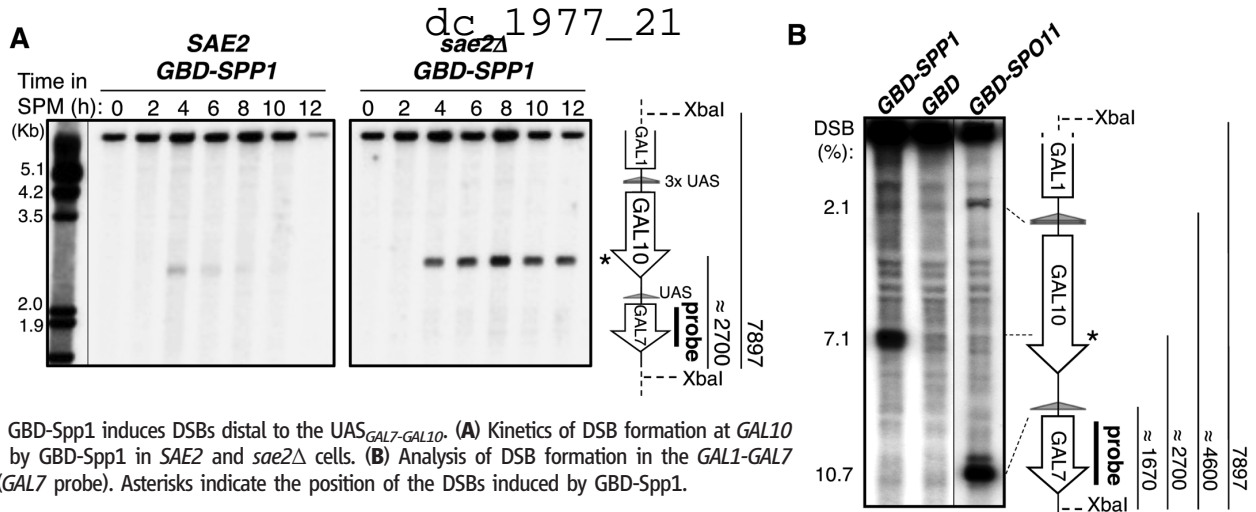 dc_1977_21
A
SAE2
GBD-SPP1
sae2Δ
GBD-SPP1
Time in
SPM (h): 0 2 4 6 8 10 12 0 2 4 6 8 10 12
(Kb)
5.1
4.2
3.5
2.0
1.9
XbaI
GAL1
3x UAS
GAL10
*
UAS
GAL7
probe
≈ 2700
7897
XbaI
B
GBD-SPP1
GBD
GBD-SPO11
DSB
(%):
2.1
7.1
10.7
XbaI
GAL1
GAL10
*
GAL7
probe
≈ 1670
≈ 2700
≈ 4600
7897
XbaI
GBD-Spp1 induces DSBs distal to the UASGAL7-GAL10. (A) Kinetics of DSB formation at GAL10
by GBD-Spp1 in SAE2 and sae2Δ cells. (B) Analysis of DSB formation in the GAL1-GAL7
(GAL7 probe). Asterisks indicate the position of the DSBs induced by GBD-Spp1.